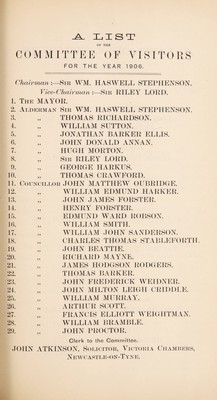 A LIST
OF THE
COMMITTEE OF VISITORS
FOR THE YEAR 1906.
Chairman :—SIR WM. HASWELL STEPHENSON.
Vice-Chairman :—SIR RILEY LORD.
1. THE MAYOR.
2. ALDERMAN SIR WM. HASWELL STEPHENSON.
3. „ THOMAS RICHARDSON.
4. „ WILLIAM SUTTON.
5. „ JONATHAN BARKER ELLIS.
6. „ JOHN DONALD ANNAN.
7. „ HUGH MORTON.
8. „ SIR RILEY LORD.
9. „ GEORGE HARKUS.
10. „ THOMAS CRAWFORD.
11. COUNCILLOR JOHN MATTHEW OUBRIDGE.
12. „ WILLIAM EDMUND HARKER.
13. „ JOHN JAMES FORSTER.
14. „ HENRY FORSTER.
15. „ EDMUND WARD ROBSON.
16. „ WILLIAM SMITH.
17. „ WILLIAM JOHN SANDERSON.
18. „ CHARLES THOMAS STABLEFORTH.
19. „ JOHN BEATTIE.
20. „ RICHARD MAYNE.
21. „ JAMES HODGSON RODGERS.
22. „ THOMAS BARKER.
23. „ JOHN FREDERICK WEIDNER.
24. „ JOHN MILTON LEIGH CRIDDLE.
25. „ WILLIAM MURRAY.
26. „ ARTHUR SCOTT.
27. „ FRANCIS ELLIOTT WEIGHTMAN.
28. „ WILLIAM BRAMBLE.
29. „ JOHN PROCTOR.
Clerk to the Committee.
JOHN ATKINSON, SOLICITOR, VICTORIA CHAMBERS,
NEWCASTLE-ON-TYNE.